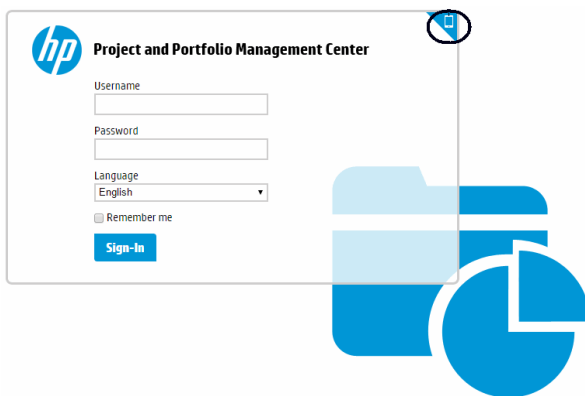 hp
Project and Portfolio Management Center
Username
Password
Language
English
Remember me
Sign-In